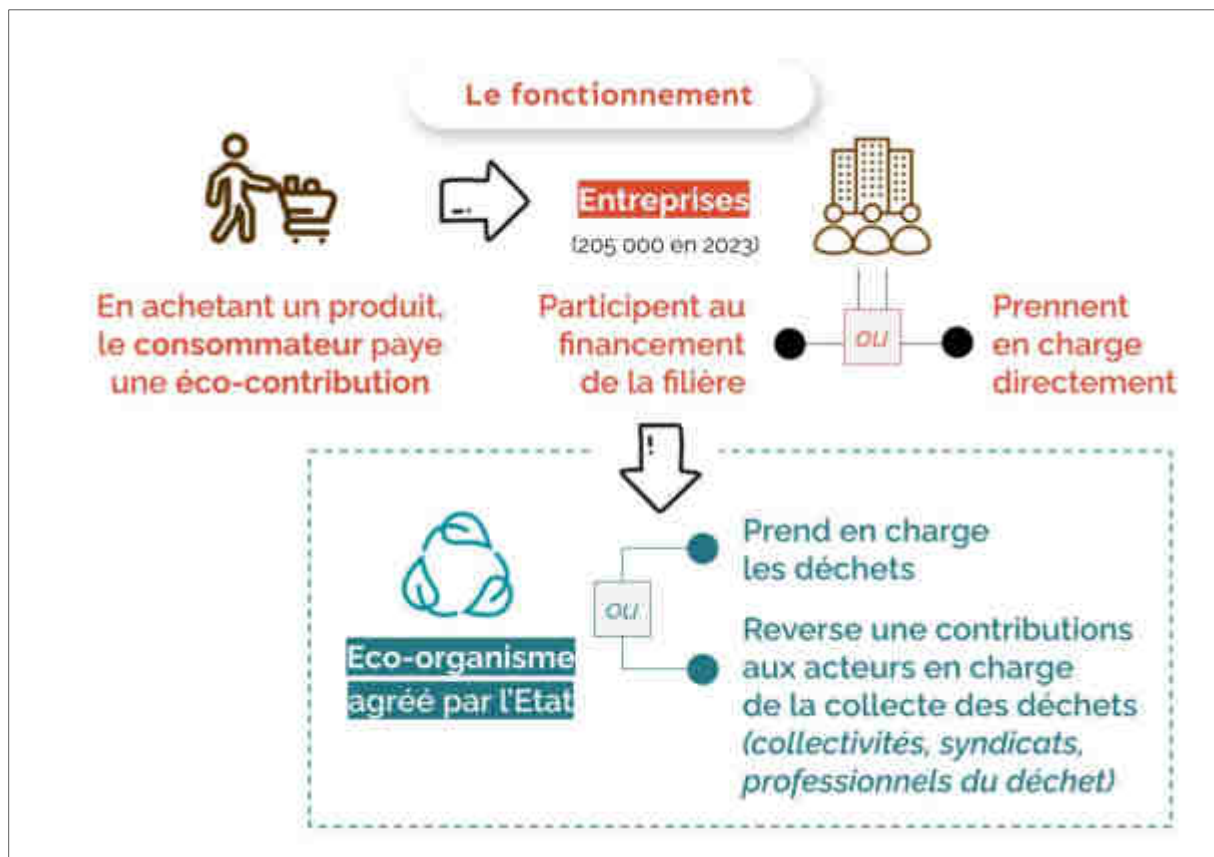 Le fonctionnement
Entreprises
(205 000 en 2023)
En achetant un produit,
le consommateur paye
une éco-contribution
Participent au
financement
de la filière
ou
Prennent
en charge
directement
Eco-organisme
agréé par l'Etat
ou
Prend en charge
les déchets
Reverse une contributions
aux acteurs en charge
de la collecte des déchets
(collectivités, syndicats,
professionnels du déchet)